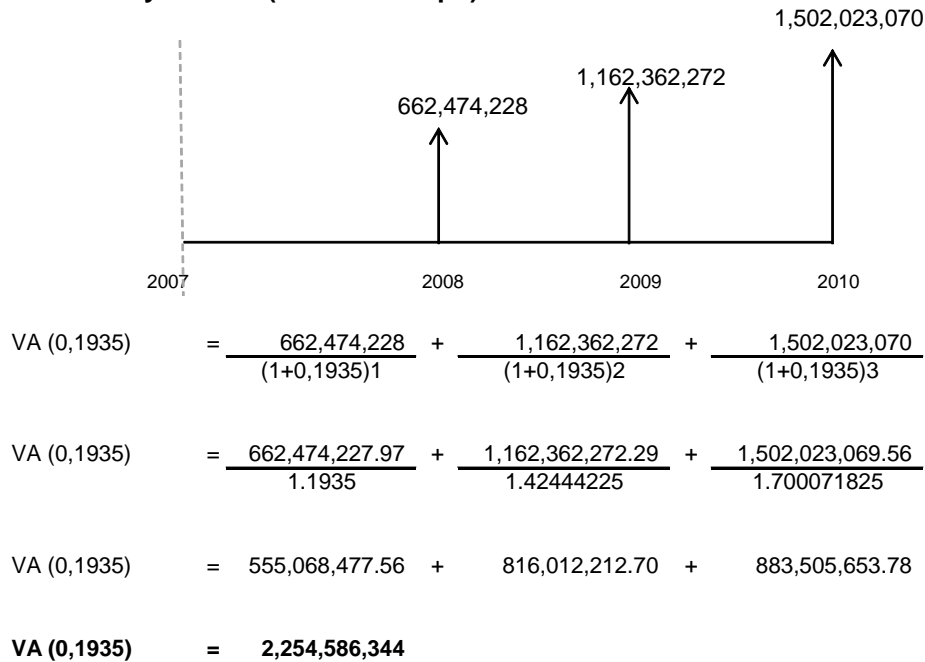 1,502,023,070
1,162,362,272
662,474,228
2007 2008 2009 2010
VA (0,1935) = 662,474,228 + 1,162,362,272 + 1,502,023,070
(1+0,1935)1 (1+0,1935)2 (1+0,1935)3
VA (0,1935) = 662,474,227.97 + 1,162,362,272.29 + 1,502,023,069.56
1.1935 1.42444225 1.700071825
VA (0,1935) = 555,068,477.56 + 816,012,212.70 + 883,505,653.78
VA (0,1935) = 2,254,586,344